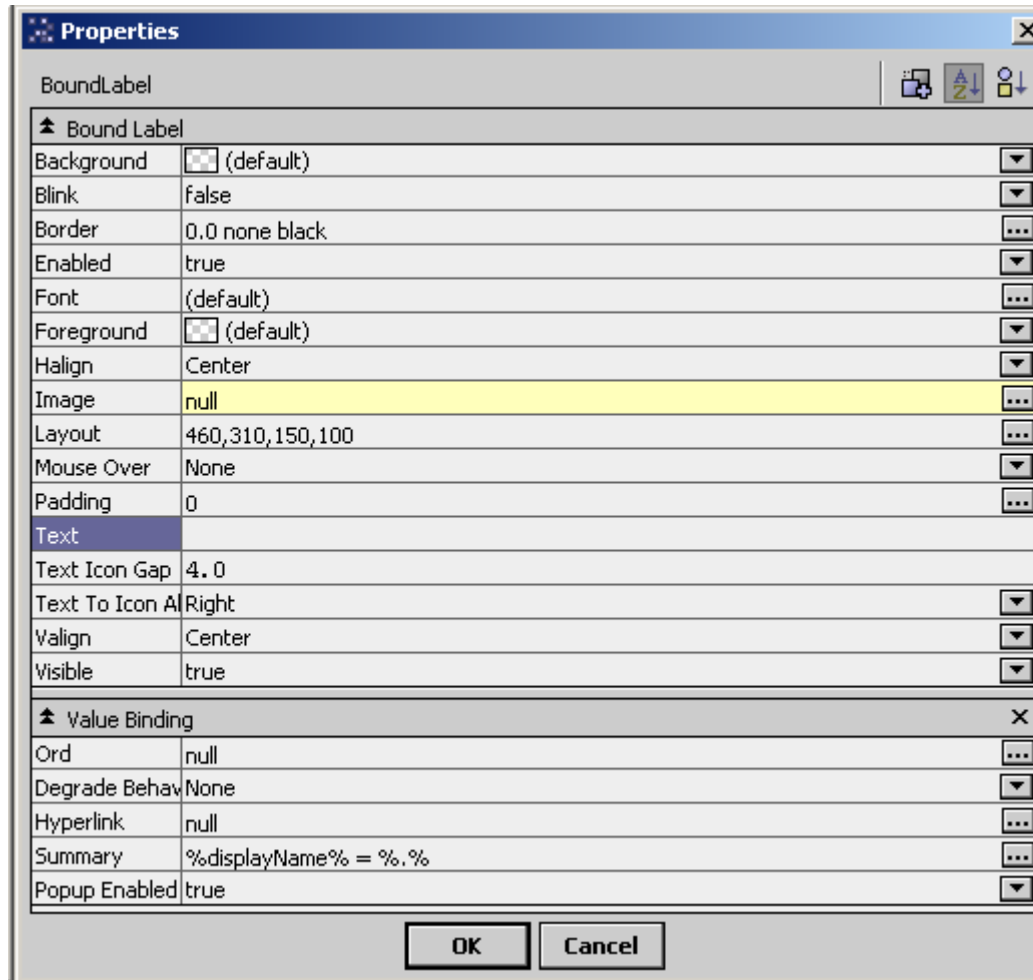 Properties
BoundLabel
Bound Label
Background (default)
Blink false
Border 0.0 none black
Enabled true
Font (default)
Foreground (default)
Halign Center
Image null
Layout 460,310,150,100
Mouse Over None
Padding 0
Text
Text Icon Gap 4.0
Text To Icon Al Right
Valign Center
Visible true
Value Binding
Ord null
Degrade Behav None
Hyperlink null
Summary %displayName% = %.%
Popup Enabled true
OK Cancel